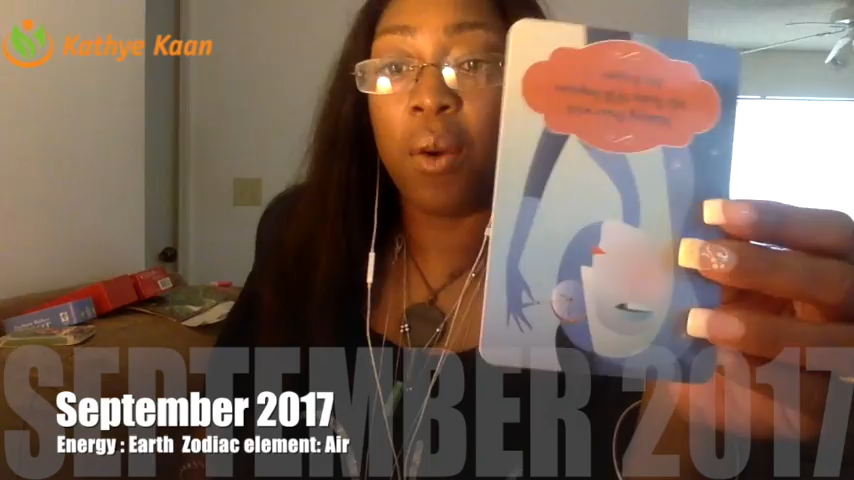 Kathye Kaan
SEPTEMBER 2017
September 2017
Energy : Earth Zodiac element: Air